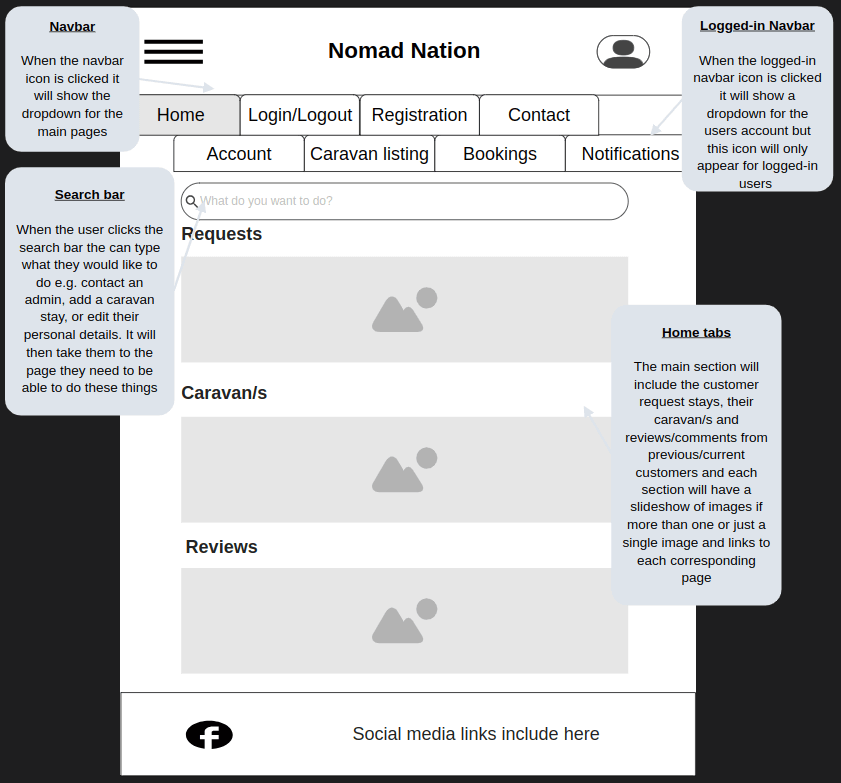 Navbar
When the navbar
icon is clicked it
will show the
dropdown for the
main pages
Nomad Nation
Logged-in Navbar
When the logged-in
navbar icon is clicked
it will show a
dropdown for the
users account but
this icon will only
appear for logged-in
users
Home
Login/Logout
Registration
Contact
Account
Caravan listing
Bookings
Notifications
Search bar
When the user clicks the
search bar the can type
what they would like to
do e.g. contact an
admin, add a caravan
stay, or edit their
personal details. It will
then take them to the
page they need to be
able to do these things
What do you want to do?
Requests
Home tabs
The main section will
include the customer
request stays, their
caravan/s and
reviews/comments from
previous/current
customers and each
section will have a
slideshow of images if
more than one or just a
single image and links to
each corresponding
page
Caravan/s
Reviews
Social media links include here